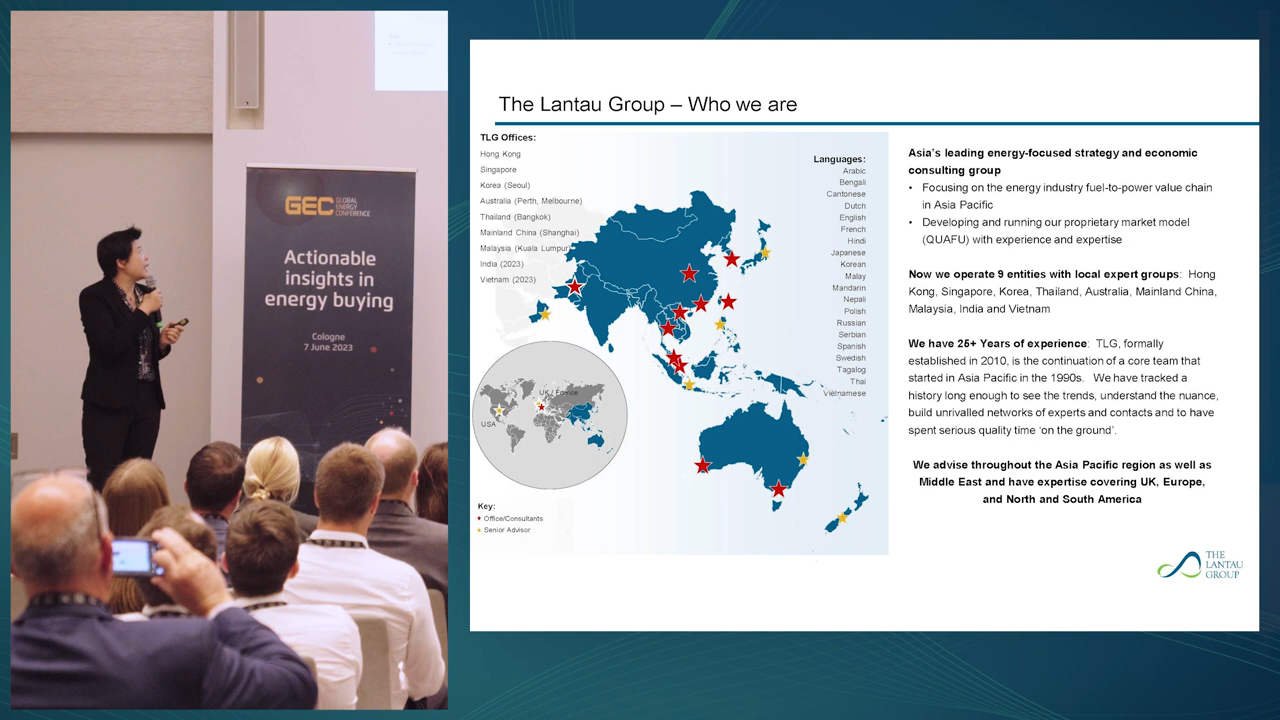 GEC GLOBAL
ENERGY
CONFERENCE
Actionable
insights in
energy buying
Cologne
7 June 2023
The Lantau Group – Who we are
TLG Offices:
Hong Kong
Singapore
Korea (Seoul)
Australia (Perth, Melbourne)
Thailand (Bangkok)
Mainland China (Shanghai)
Malaysia (Kuala Lumpur)
India (2023)
Vietnam (2023)
Languages:
Arabic
Bengali
Cantonese
Dutch
English
French
Hindi
Japanese
Korean
Malay
Mandarin
Nepali
Polish
Russian
Serbian
Spanish
Swedish
Tagalog
Thai
Vietnamese
UK / France
USA
Key:
Office/Consultants
Senior Advisor
Asia's leading energy-focused strategy and economic
consulting group
• Focusing on the energy industry fuel-to-power value chain
in Asia Pacific
• Developing and running our proprietary market model
(QUAFU) with experience and expertise
Now we operate 9 entities with local expert groups: Hong
Kong, Singapore, Korea, Thailand, Australia, Mainland China,
Malaysia, India and Vietnam
We have 25+ Years of experience: TLG, formally
established in 2010, is the continuation of a core team that
started in Asia Pacific in the 1990s. We have tracked a
history long enough to see the trends, understand the nuance,
build unrivalled networks of experts and contacts and to have
spent serious quality time 'on the ground'.
We advise throughout the Asia Pacific region as well as
Middle East and have expertise covering UK, Europe,
and North and South America
THE
LANTAU
GROUP